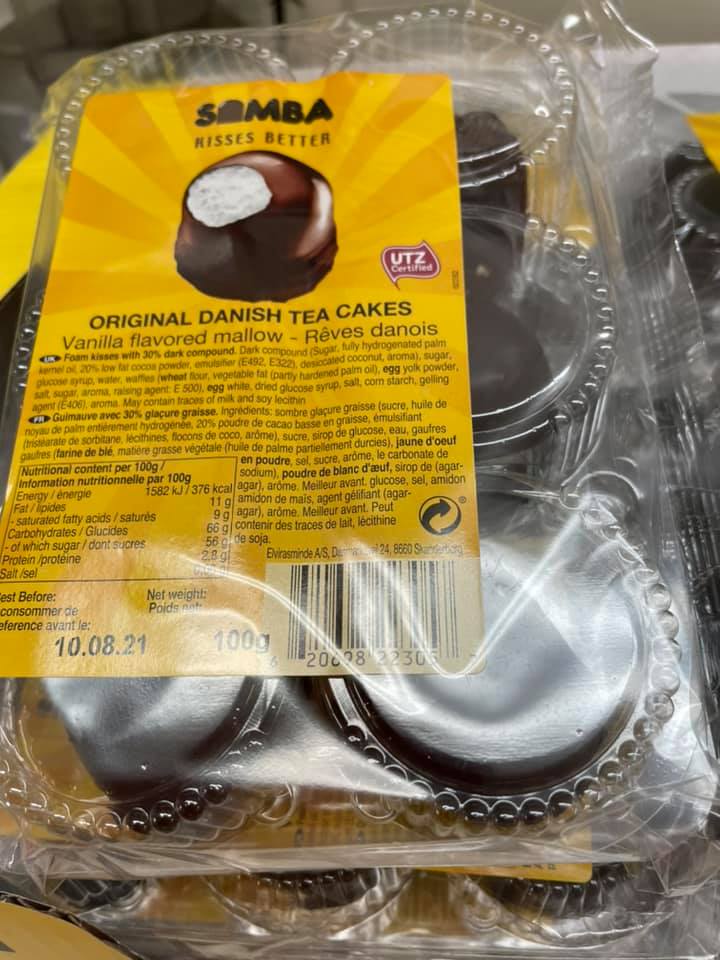 SAMBA
KISSES BETTER
UTZ
Certified
ORIGINAL DANISH TEA CAKES
Vanilla flavored mallow - Rêves danois
UK Foam kisses with 30% dark compound. Dark compound (Sugar, fully hydrogenated palm
kernel oil, 20% low fat cocoa powder, emulsifier (E492, E322), desiccated coconut, aroma), sugar,
glucose syrup, water, waffles (wheat flour, vegetable fat (partly hardened palm oil), egg yolk powder,
salt, sugar, aroma, raising agent: E 500), egg white, dried glucose syrup, salt, corn starch, gelling
agent (E406), aroma. May contain traces of milk and soy lecithin
FR Guimauve avec 30% glaçure graisse. Ingrédients: sombre glaçure graisse (sucre, huile de
noyau de palm entièrement hydrogénée, 20% poudre de cacao basse en graisse, émulsifiant
(tristéarate de sorbitane, lécithines, flocons de coco, arôme), sucre, sirop de glucose, eau, gaufres
(farine de blé, matière grasse végétale (huile de palme partiellement durcies), jaune d'oeuf
en poudre, sel, sucre, arôme, le carbonate de
sodium), poudre de blanc d'œuf, sirop de (agar-
agar), arôme. Meilleur avant. glucose, sel, amidon
amidon de maïs, agent gélifiant (agar-
agar), arôme. Meilleur avant. Peut
contenir des traces de lait, lécithine
de soja.
Nutritional content per 100g /
Information nutritionnelle par 100g
Energy / énergie 1582 kJ / 376 kcal
Fat / lipides 11 g
- saturated fatty acids / saturés 9 g
Carbohydrates / Glucides 66 g
- of which sugar / dont sucres 56 g
Protein /protéine 2,8 g
Salt /sel
Elvirasminde A/S, 24, 8660 Skanderborg
est Before:
consommer de
eference avant le:
10.08.21
Net weight:
Poids net:
100g